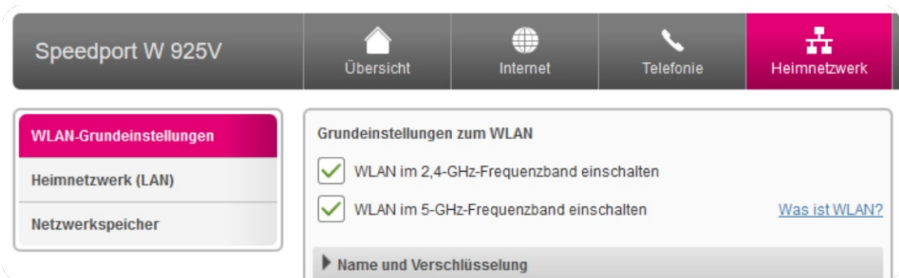 Speedport W 925V
Übersicht
Internet
Telefonie
Heimnetzwerk
WLAN-Grundeinstellungen
Heimnetzwerk (LAN)
Netzwerkspeicher
Grundeinstellungen zum WLAN
WLAN im 2,4-GHz-Frequenzband einschalten
WLAN im 5-GHz-Frequenzband einschalten
Was ist WLAN?
Name und Verschlüsselung